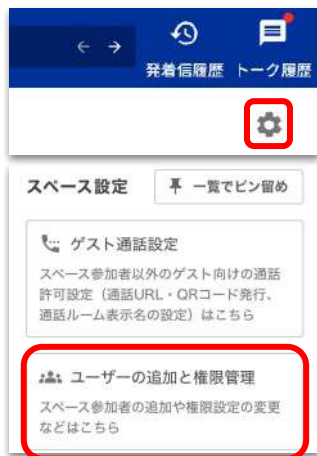 発着信履歴 トーク履歴
スペース設定 一覧でピン留め
ゲスト通話設定
スペース参加者以外のゲスト向けの通話
許可設定（通話URL・QRコード発行、
通話ルーム表示名の設定）はこちら
ユーザーの追加と権限管理
スペース参加者の追加や権限設定の変更
などはこちら